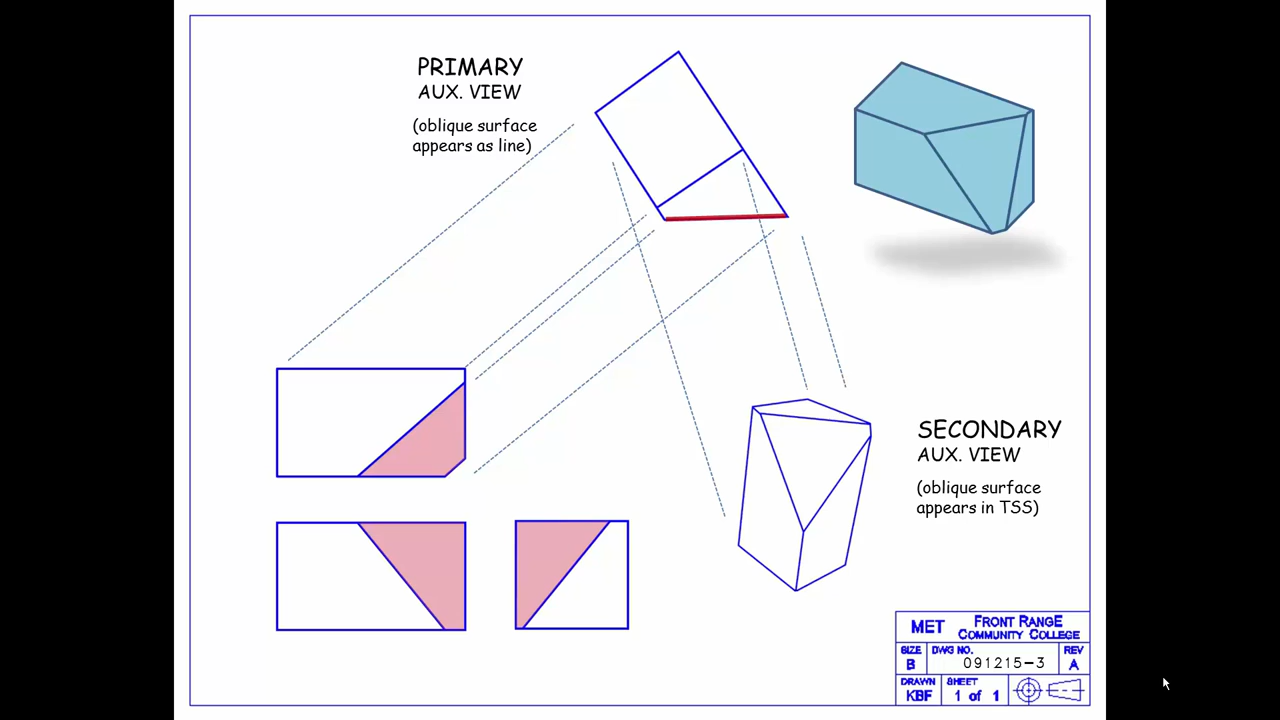 PRIMARY
AUX. VIEW
(oblique surface
appears as line)
SECONDARY
AUX. VIEW
(oblique surface
appears in TSS)
MET
FRONT RANGE
COMMUNITY COLLEGE
SIZE
B
DWG NO.
091215-3
REV
A
DRAWN
KBF
SHEET
1 of 1